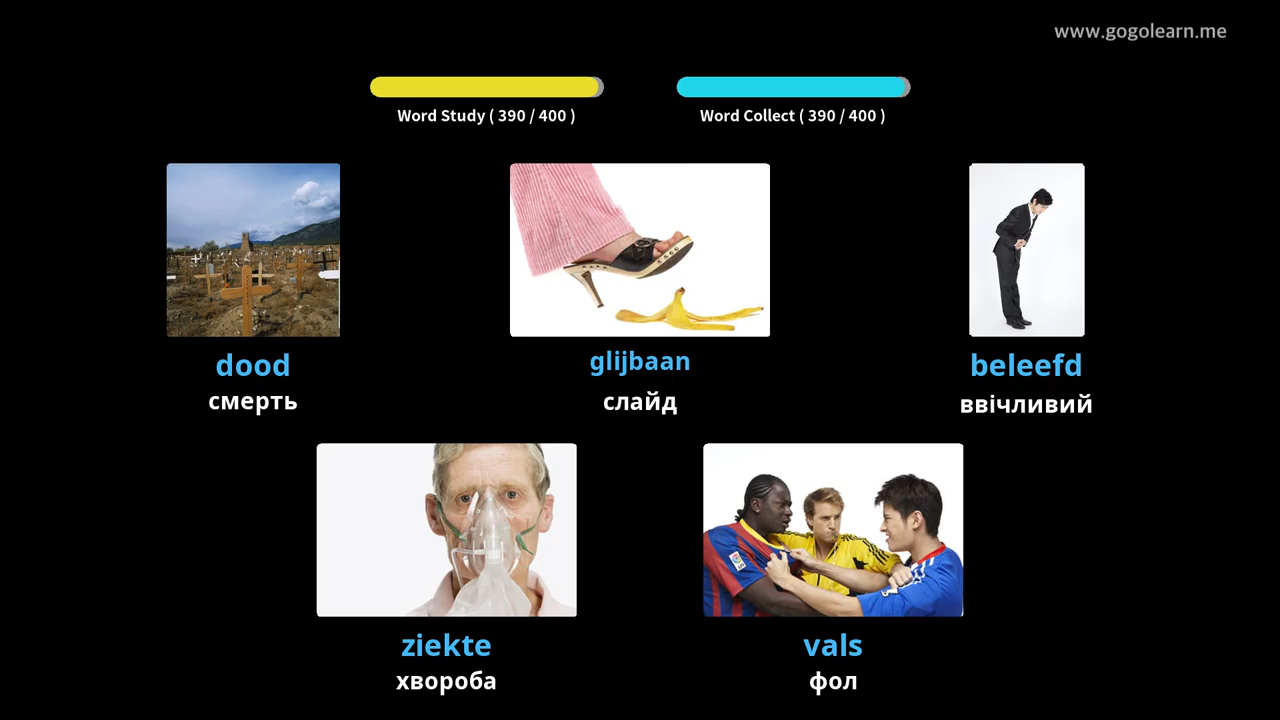 www.gogolearn.me
Word Study ( 390 / 400 )
Word Collect ( 390 / 400 )
dood
смерть
glijbaan
слайд
beleefd
ввічливий
ziekte
хвороба
vals
фол